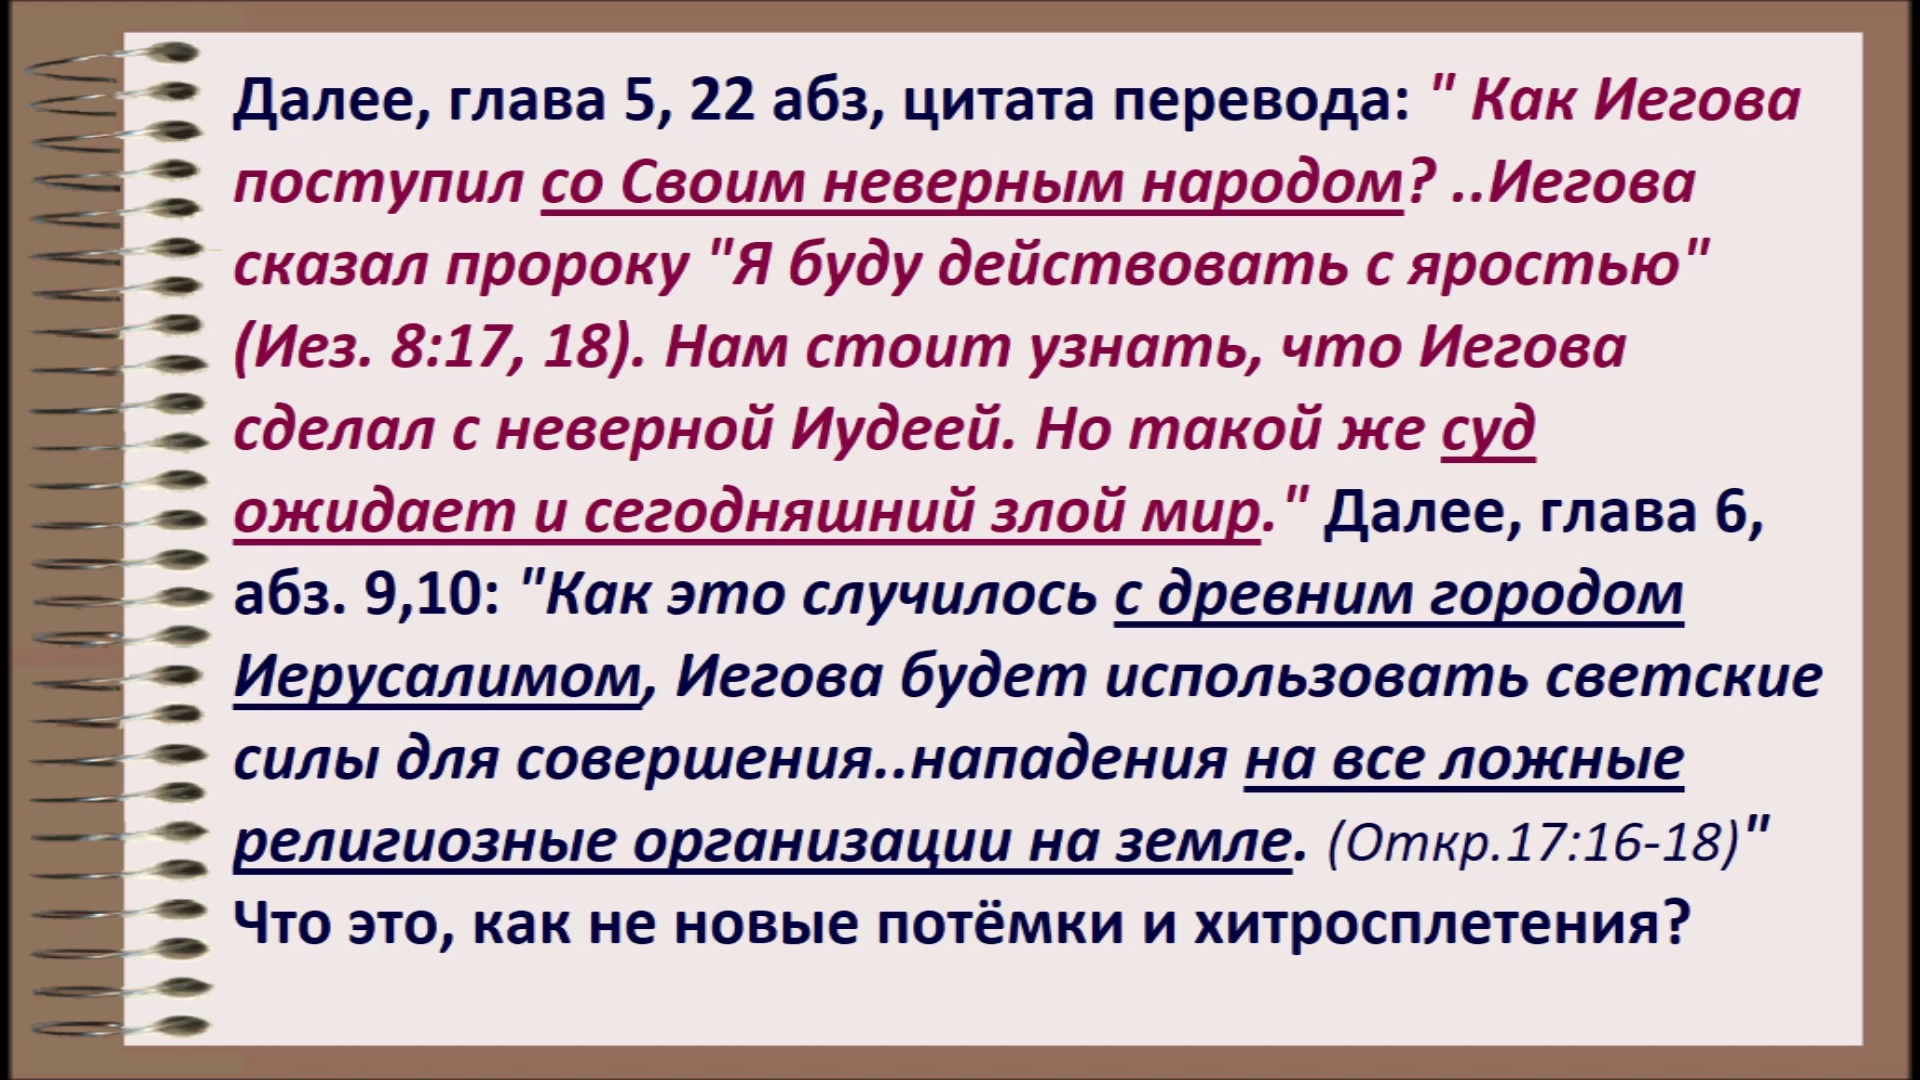 Далее, глава 5, 22 абз, цитата перевода: " Как Иегова
поступил со Своим неверным народом? ..Иегова
сказал пророку "Я буду действовать с яростью"
(Иез. 8:17, 18). Нам стоит узнать, что Иегова
сделал с неверной Иудеей. Но такой же суд
ожидает и сегодняшний злой мир." Далее, глава 6,
абз. 9,10: "Как это случилось с древним городом
Иерусалимом, Иегова будет использовать светские
силы для совершения..нападения на все ложные
религиозные организации на земле. (Откр.17:16-18)"
Что это, как не новые потёмки и хитросплетения?